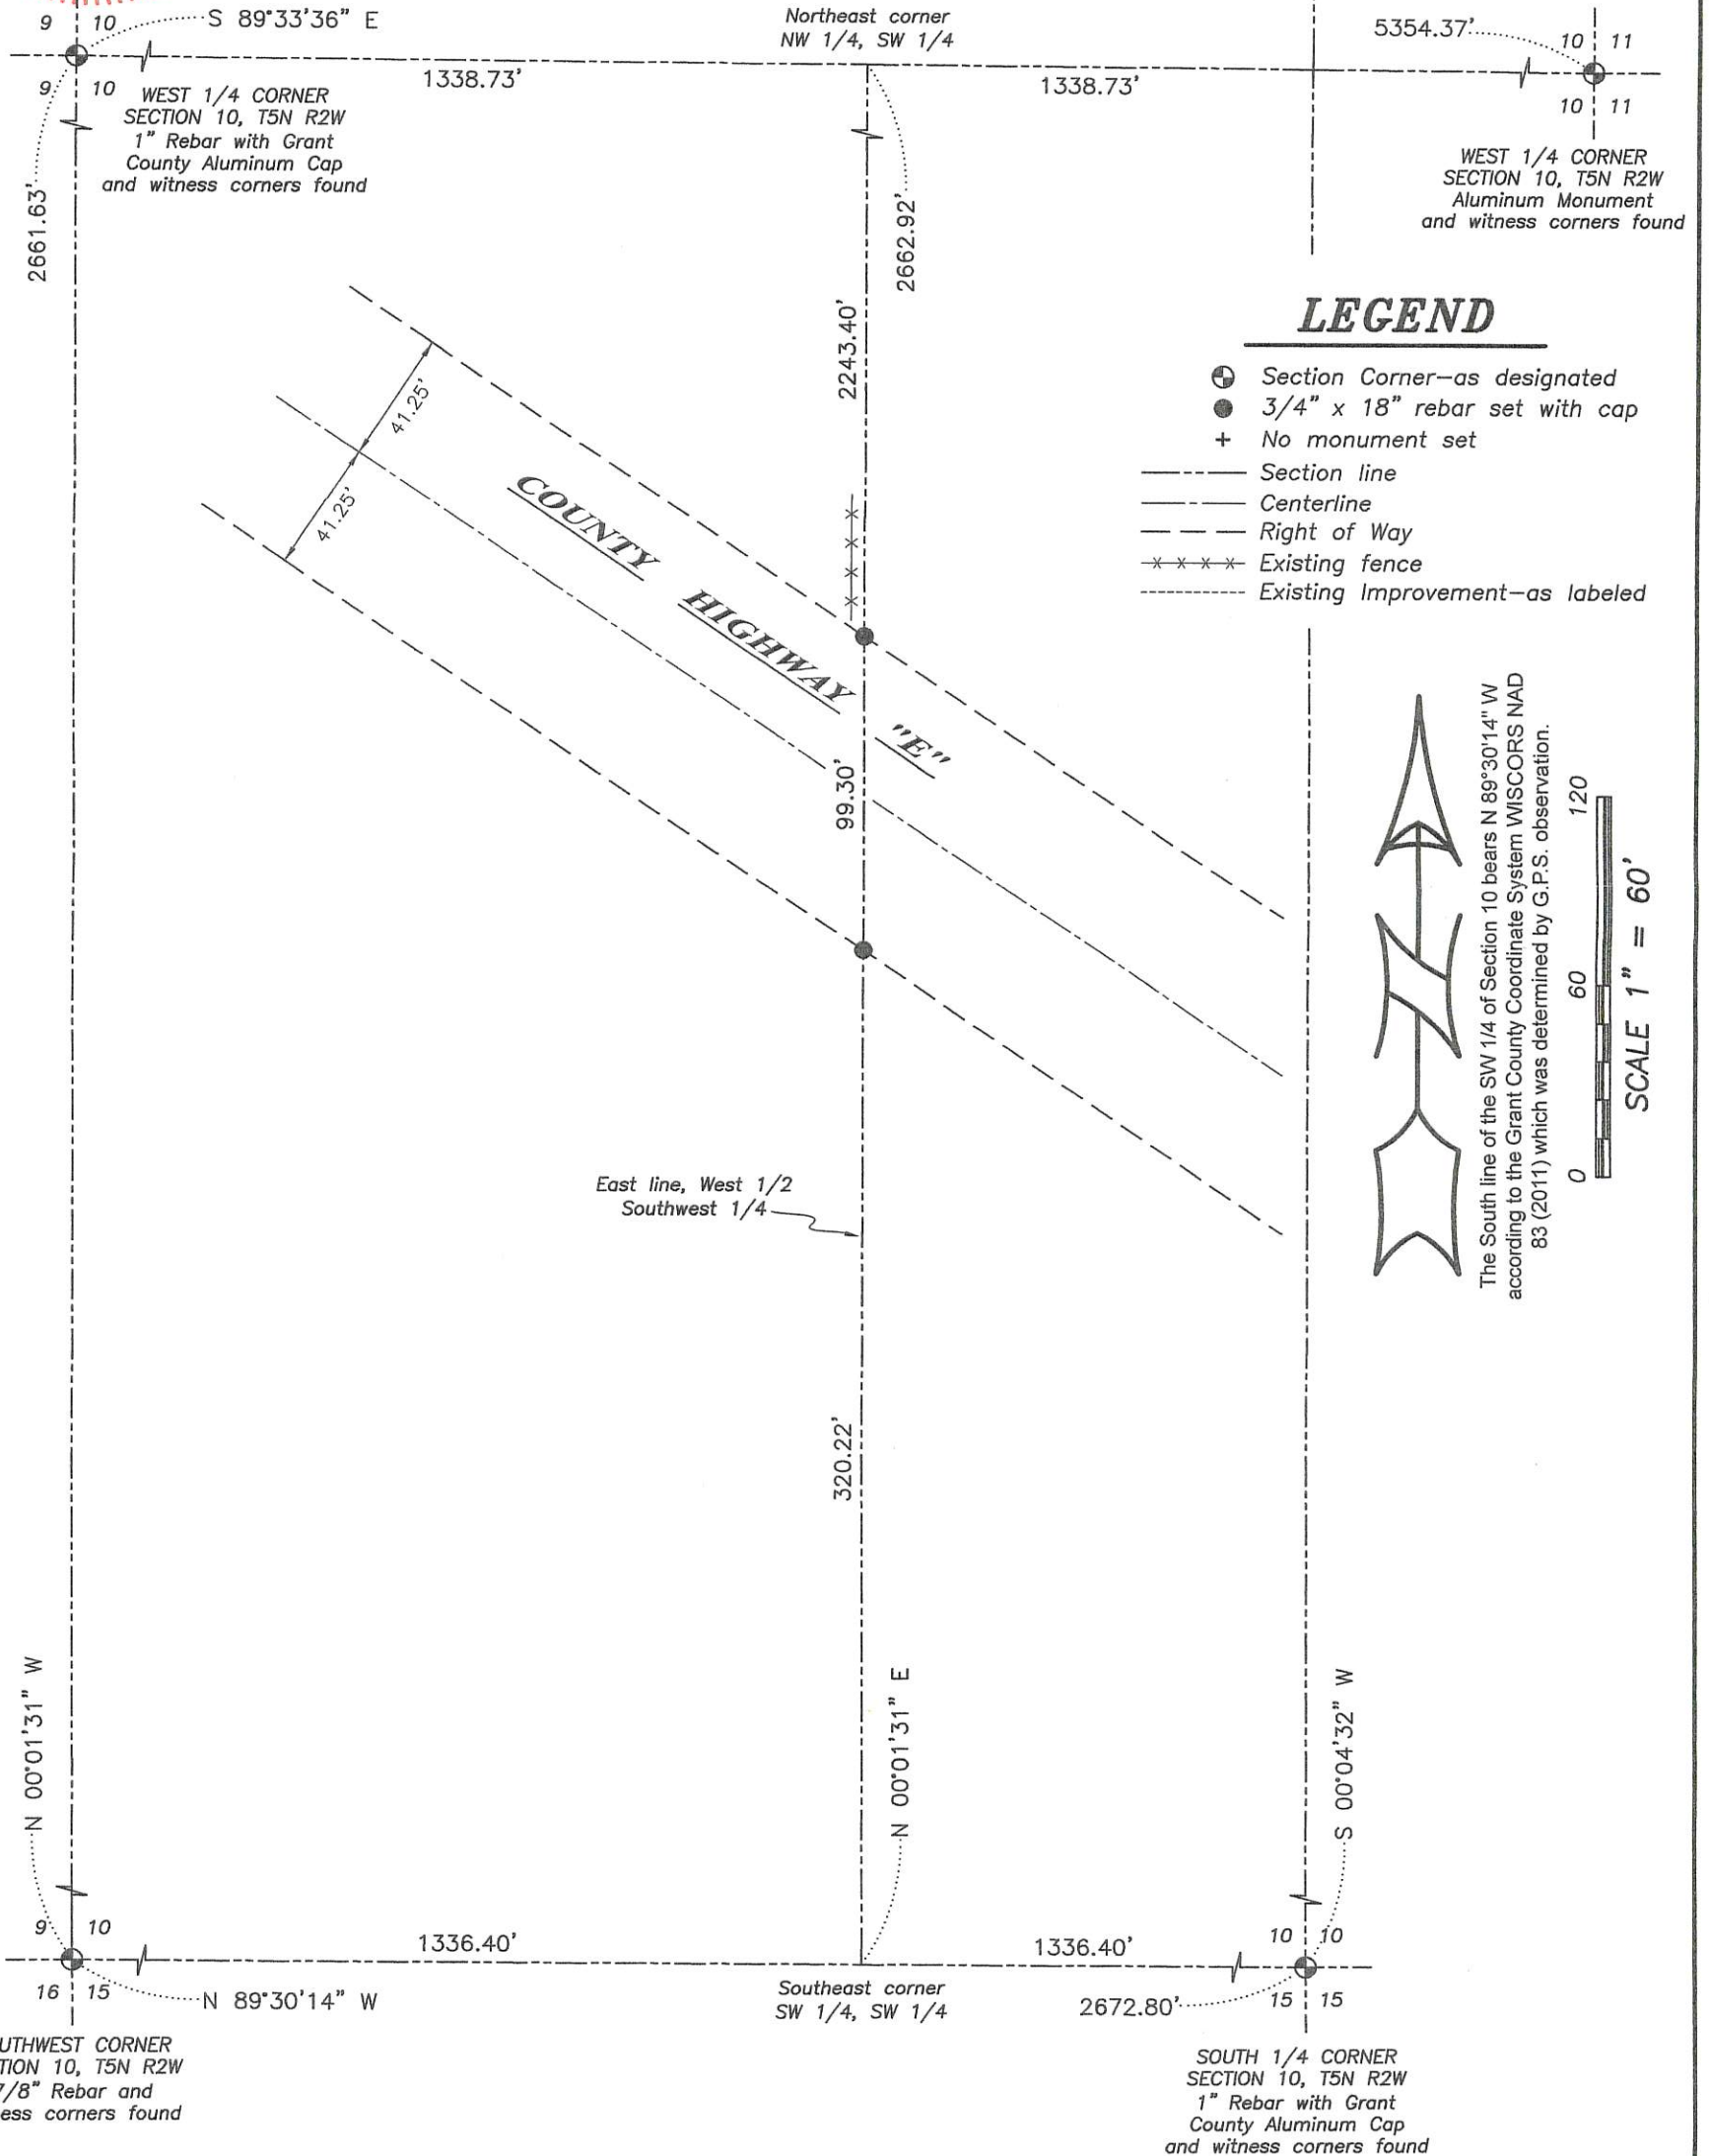 9 10
S 89°33'36" E
9 10
WEST 1/4 CORNER
SECTION 10, T5N R2W
1" Rebar with Grant
County Aluminum Cap
and witness corners found
2661.63'
1338.73'
Northeast corner
NW 1/4, SW 1/4
1338.73'
5354.37'
10 11
10 11
WEST 1/4 CORNER
SECTION 10, T5N R2W
Aluminum Monument
and witness corners found
2662.92'
2243.40'
LEGEND
Section Corner—as designated
3/4" x 18" rebar set with cap
No monument set
Section line
Centerline
Right of Way
Existing fence
Existing Improvement—as labeled
41.25'
41.25'
COUNTY HIGHWAY "E"
99.30'
The South line of the SW 1/4 of Section 10 bears N 89°30'14" W
according to the Grant County Coordinate System WISCORS NAD
83 (2011) which was determined by G.P.S. observation.
N
0 60 120
SCALE 1" = 60'
East line, West 1/2
Southwest 1/4
320.22'
N 00°01'31" W
N 00°01'31" E
S 00°04'32" W
9 10
16 15
N 89°30'14" W
1336.40'
Southeast corner
SW 1/4, SW 1/4
1336.40'
2672.80'
10 10
15 15
UTHWEST CORNER
TION 10, T5N R2W
7/8" Rebar and
ess corners found
SOUTH 1/4 CORNER
SECTION 10, T5N R2W
1" Rebar with Grant
County Aluminum Cap
and witness corners found